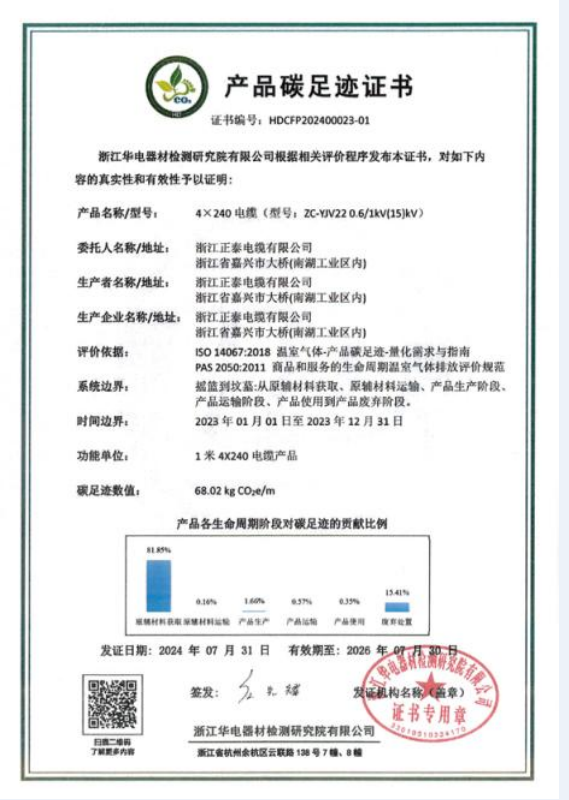 CO₂
HDT
产品碳足迹证书
证书编号：HDCFP202400023-01
浙江华电器材检测研究院有限公司根据相关评价程序发布本证书，对如下内
容的真实性和有效性予以证明：
产品名称/型号： 4×240 电缆（型号：ZC-YJV22 0.6/1kV(15)kV）
委托人名称/地址： 浙江正泰电缆有限公司
浙江省嘉兴市大桥(南湖工业区内)
生产者名称/地址： 浙江正泰电缆有限公司
浙江省嘉兴市大桥(南湖工业区内)
生产企业名称/地址： 浙江正泰电缆有限公司
浙江省嘉兴市大桥(南湖工业区内)
评价依据： ISO 14067:2018 温室气体-产品碳足迹-量化需求与指南
PAS 2050:2011 商品和服务的生命周期温室气体排放评价规范
系统边界： 摇篮到坟墓:从原辅材料获取、原辅材料运输、产品生产阶段、
产品运输阶段、产品使用到产品废弃阶段。
时间边界： 2023 年 01 月 01 日至 2023 年 12 月 31 日
功能单位： 1 米 4X240 电缆产品
碳足迹数值： 68.02 kg CO₂e/m
产品各生命周期阶段对碳足迹的贡献比例
81.85% 0.16% 1.66% 0.57% 0.35% 15.41%
原辅材料获取 原辅材料运输 产品生产 产品运输 产品使用 废弃处置
发证日期：2024 年 07 月 31 日 有效期至：2026 年 07 月 30 日
签发：
发证机构名称（盖章）
浙江华电器材检测研究院有限公司
证书专用章
扫描二维码
了解更多内容
浙江华电器材检测研究院有限公司
浙江省杭州余杭区云联路 138 号 7 幢、8 幢